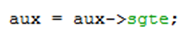 aux = aux->sgte;